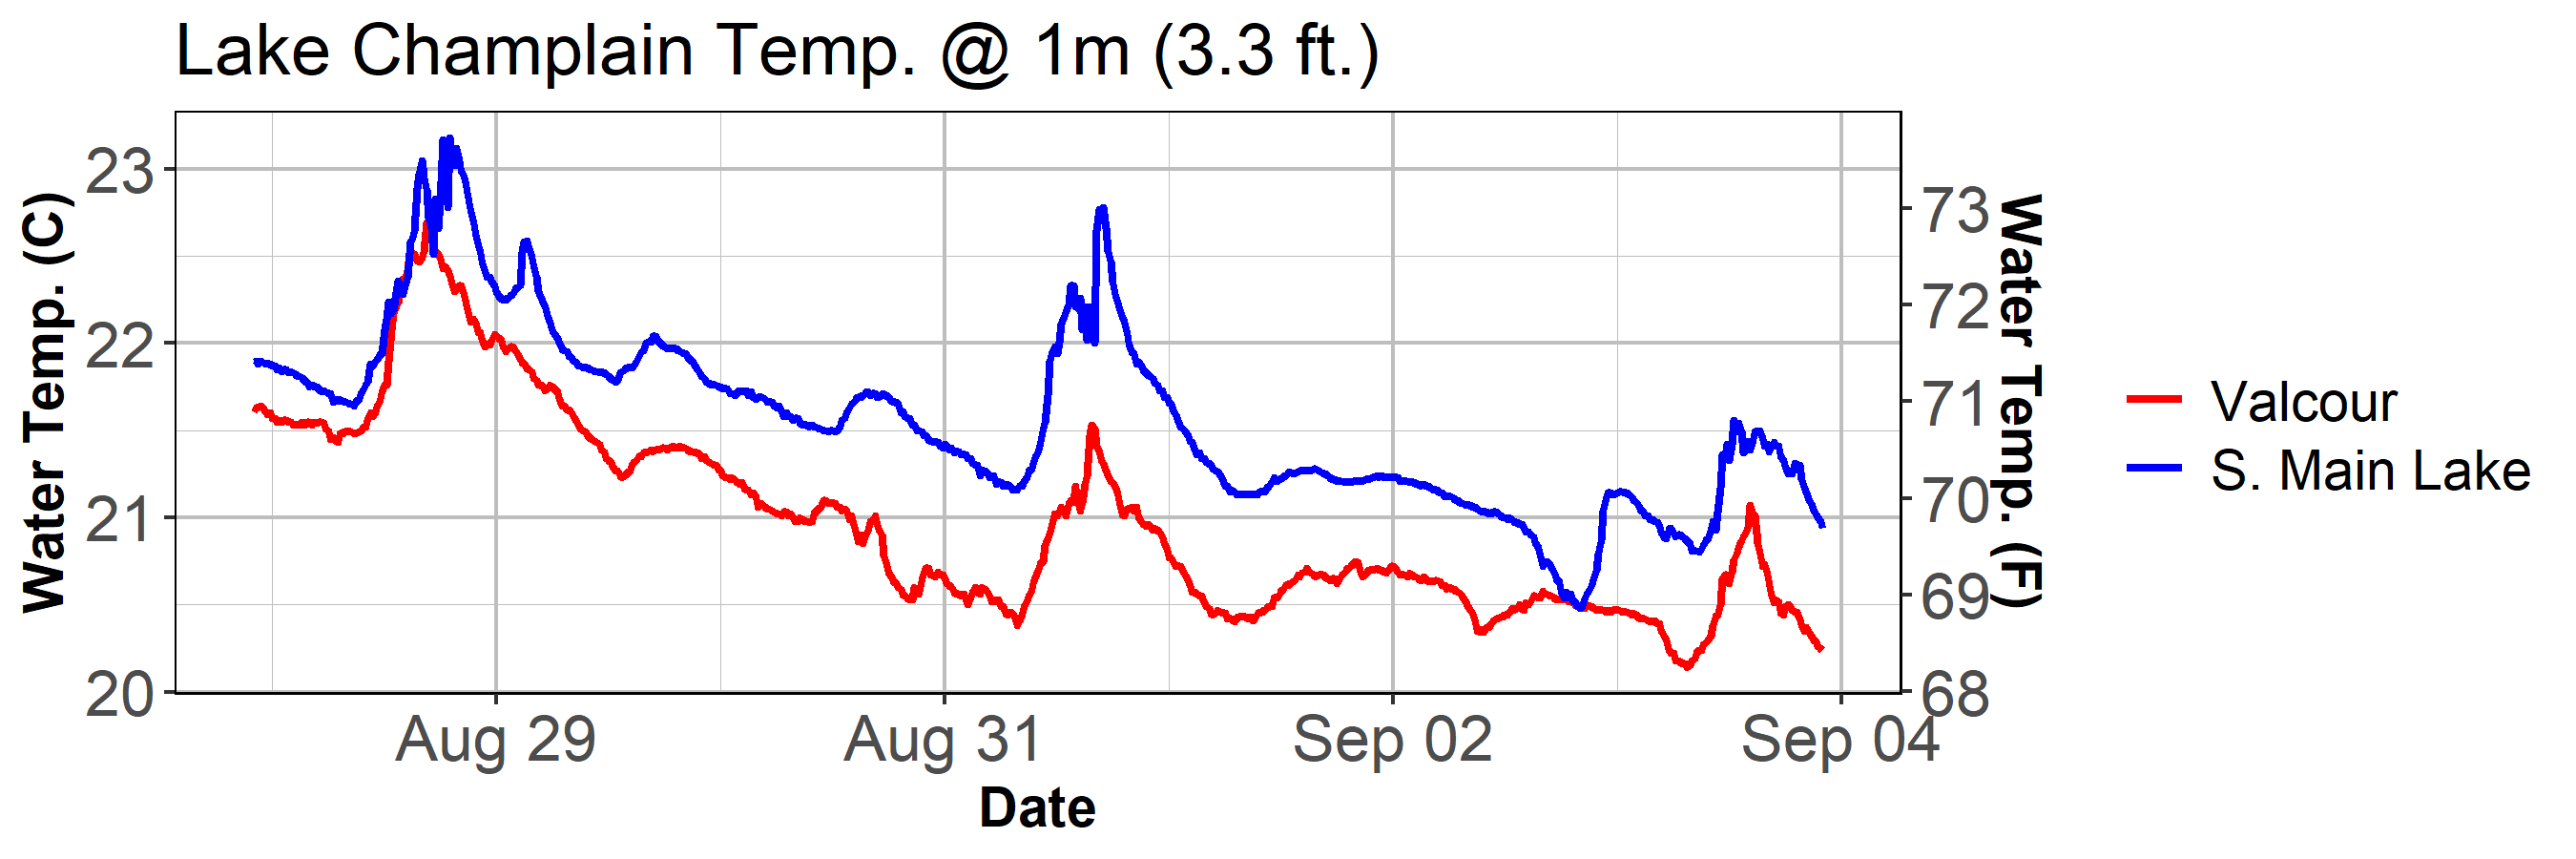 Lake Champlain Temp. @ 1m (3.3 ft.)
Water Temp. (C)
23
22
21
20
73
72
71
70
69
68
Water Temp. (F)
Aug 29
Aug 31
Sep 02
Sep 04
Date
Valcour
S. Main Lake